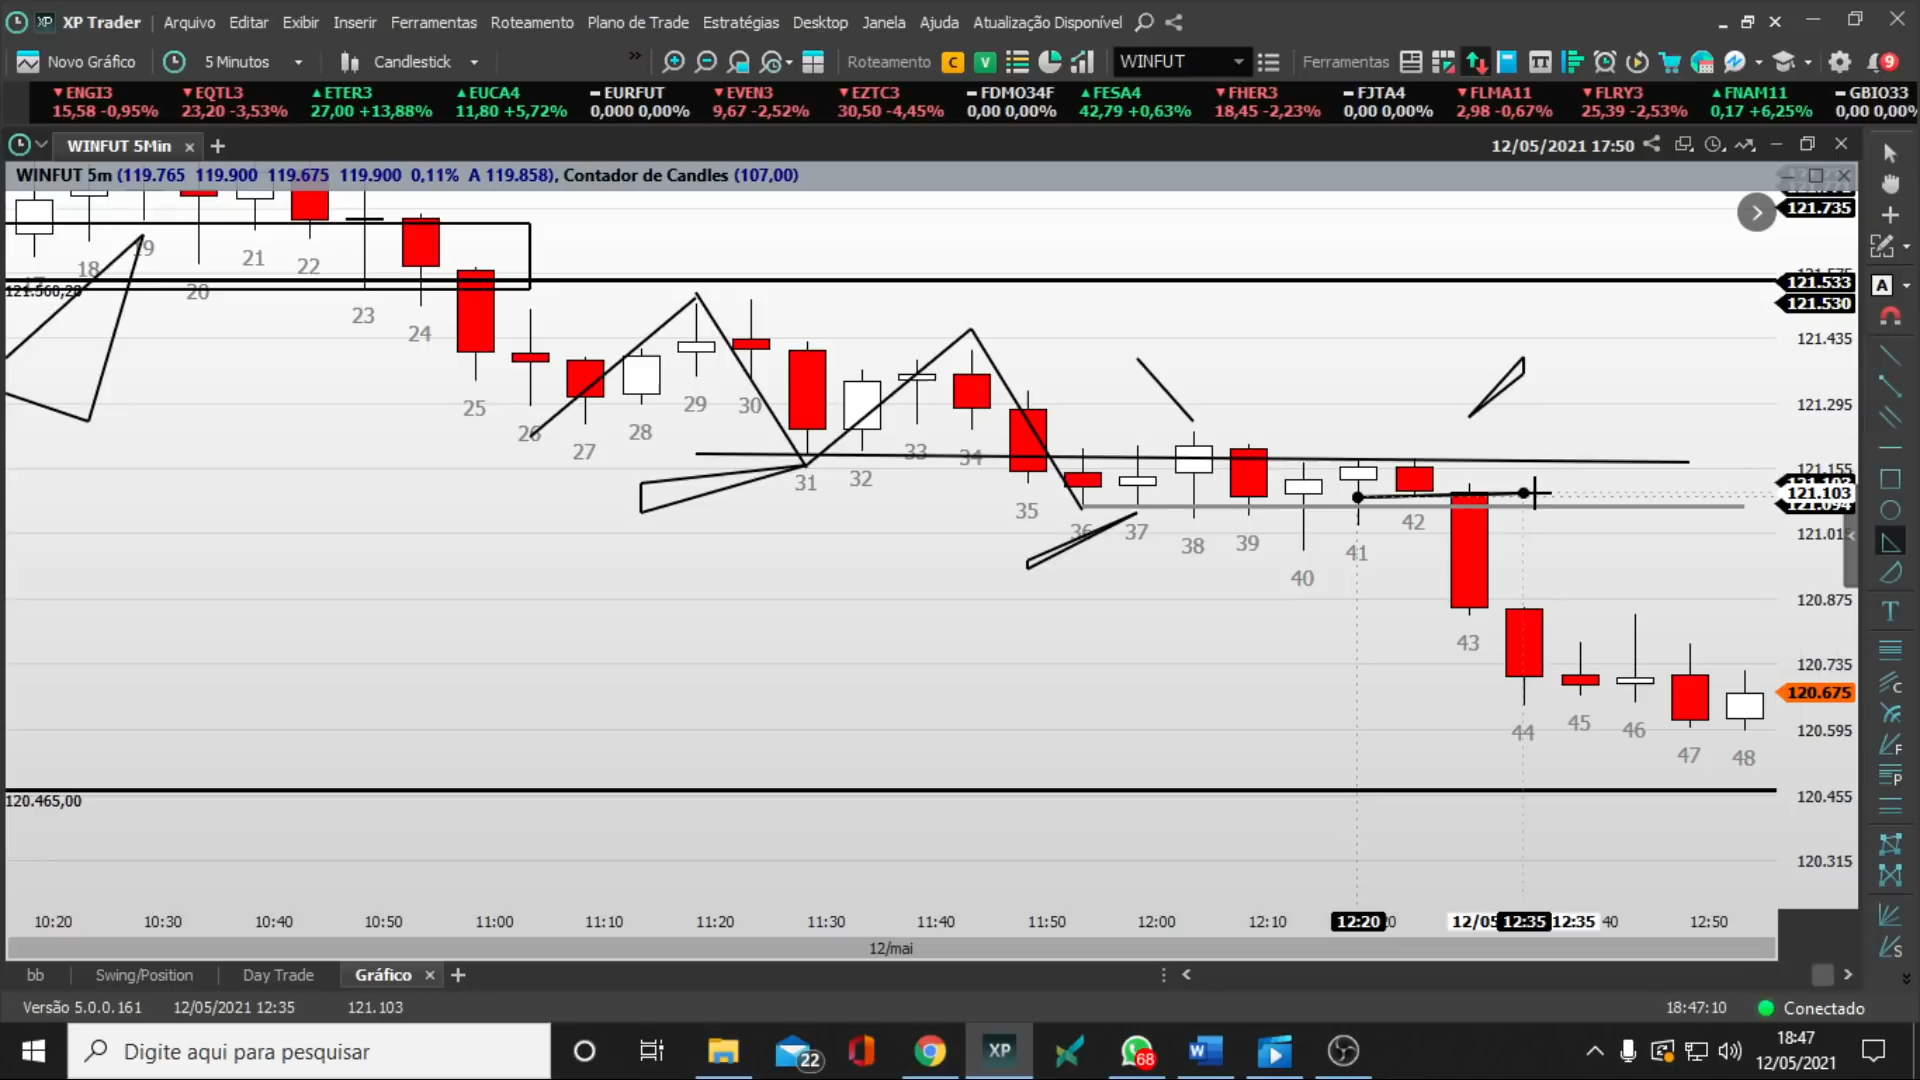 XP Trader Arquivo Editar Exibir Inserir Ferramentas Roteamento Plano de Trade Estratégias Desktop Janela Ajuda Atualização Disponível
Novo Gráfico 5 Minutos Candlestick » Roteamento C V WINFUT Ferramentas 9
ENGI3 EQTL3 ETER3 EUCA4 EURFUT EVEN3 EZTC3 FDMO34F FESA4 FHER3 FJTA4 FLMA11 FLRY3 FNAM11 GBIO33
15,58 -0,95% 23,20 -3,53% 27,00 +13,88% 11,80 +5,72% 0,000 0,00% 9,67 -2,52% 30,50 -4,45% 0,00 0,00% 42,79 +0,63% 18,45 -2,23% 0,00 0,00% 2,98 -0,67% 25,39 -2,53% 0,17 +6,25% 0,00 0,00%
WINFUT 5Min 12/05/2021 17:50
WINFUT 5m (119.765 119.900 119.675 119.900 0,11% A 119.858), Contador de Candles (107,00)
121.735
18 19 20 21 22 23 24
121.533
121.530
121.435
25 26 27 28 29 30 31 32 33 34
121.295
121.155
121.103
121.094
35 36 37 38 39 40 41 42
121.015
120.875
43
120.735
120.675
44 45 46 47 48
120.595
120.465,00
120.455
120.315
10:20 10:30 10:40 10:50 11:00 11:10 11:20 11:30 11:40 11:50 12:00 12:10 12:20 12:35 12:35 40 12:50
12/mai
bb Swing/Position Day Trade Gráfico
Versão 5.0.0.161 12/05/2021 12:35 121.103 18:47:10 Conectado
Digite aqui para pesquisar 22 XP 68 18:47
12/05/2021